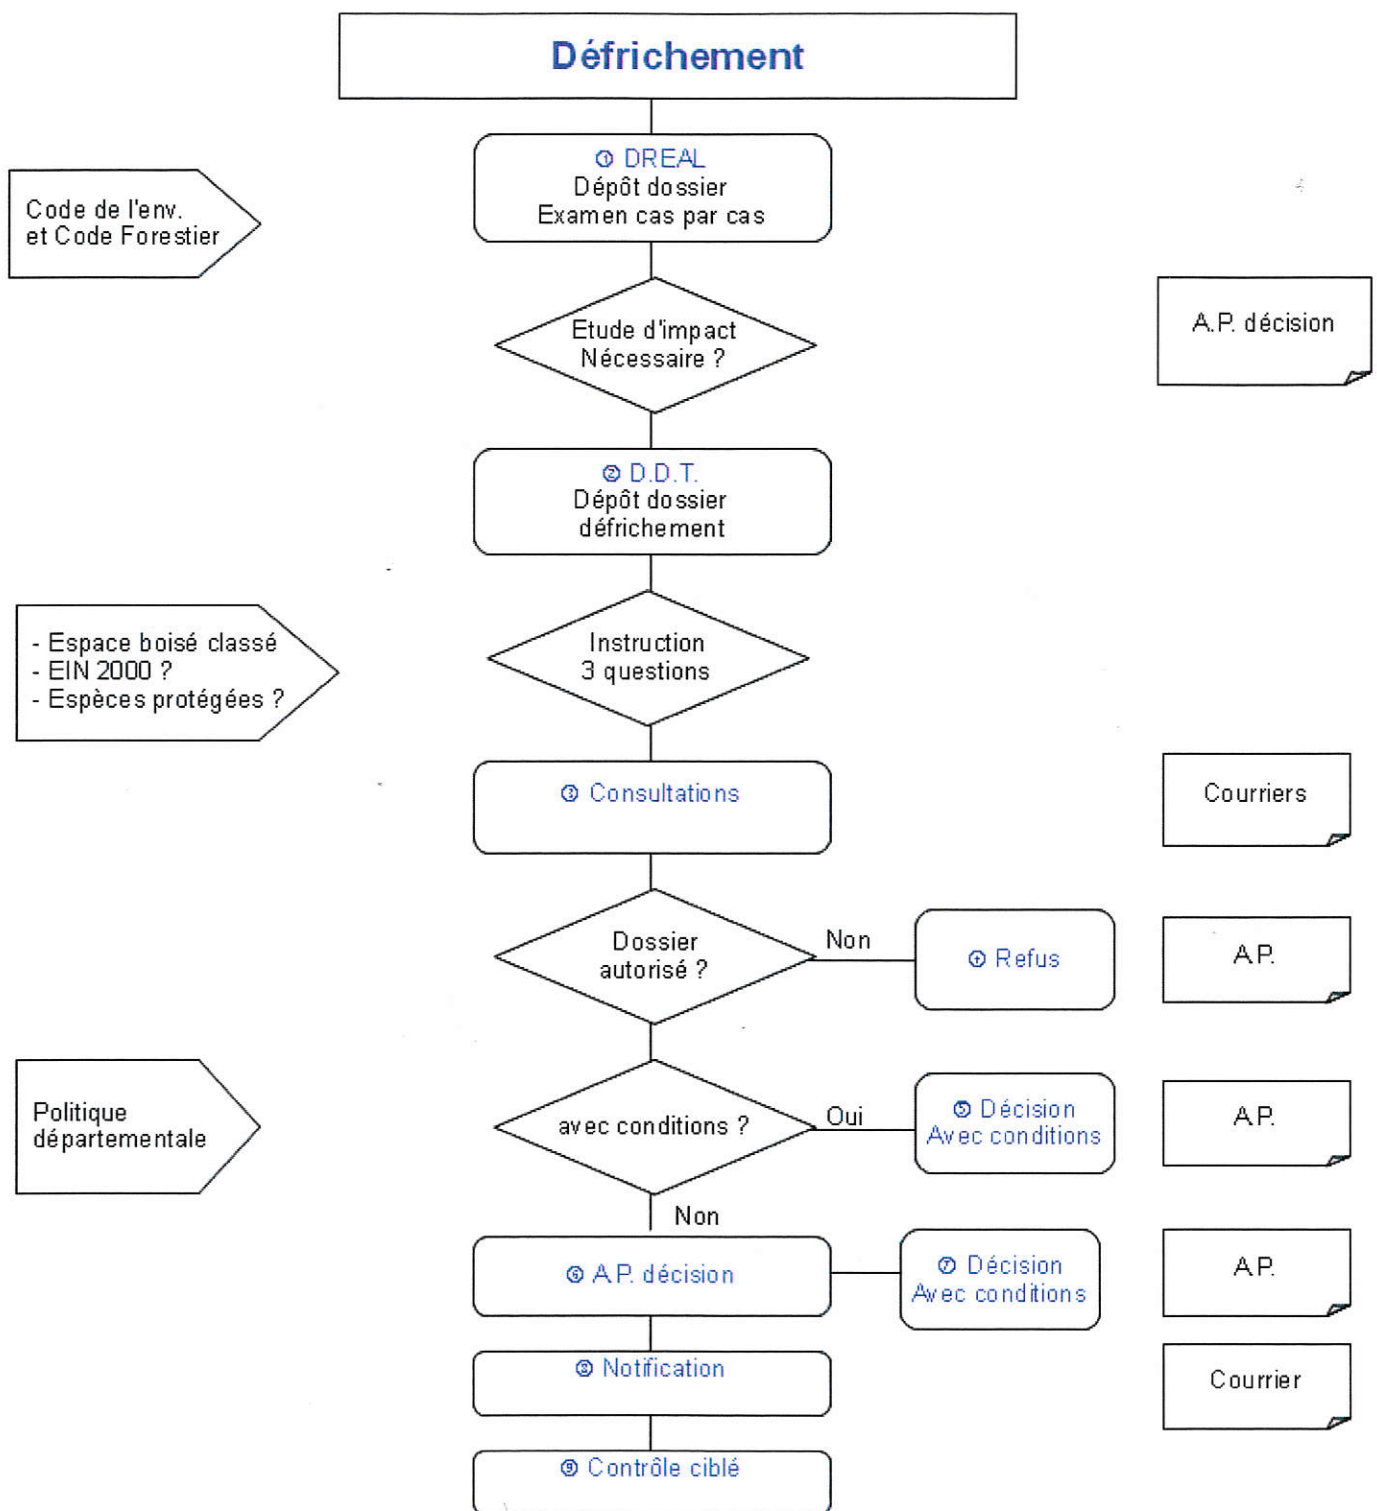 Défrichement
① DREAL
Dépôt dossier
Examen cas par cas
Code de l'env.
et Code Forestier
Etude d'impact
Nécessaire ?
A.P. décision
② D.D.T.
Dépôt dossier
défrichement
- Espace boisé classé
- EIN 2000 ?
- Espèces protégées ?
Instruction
3 questions
③ Consultations
Courriers
Dossier
autorisé ?
Non
④ Refus
A.P.
Politique
départementale
avec conditions ?
Oui
⑤ Décision
Avec conditions
A.P.
Non
⑥ A.P. décision
⑦ Décision
Avec conditions
A.P.
⑧ Notification
Courrier
⑨ Contrôle ciblé